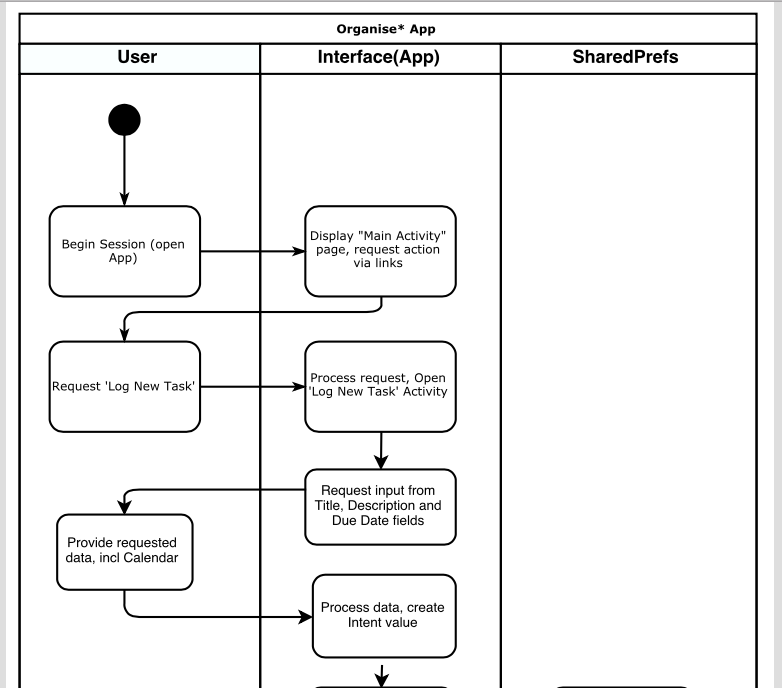 Organise* App
User
Interface(App)
SharedPrefs
Begin Session (open
App)
Display "Main Activity"
page, request action
via links
Request 'Log New Task'
Process request, Open
'Log New Task' Activity
Request input from
Title, Description and
Due Date fields
Provide requested
data, incl Calendar
Process data, create
Intent value